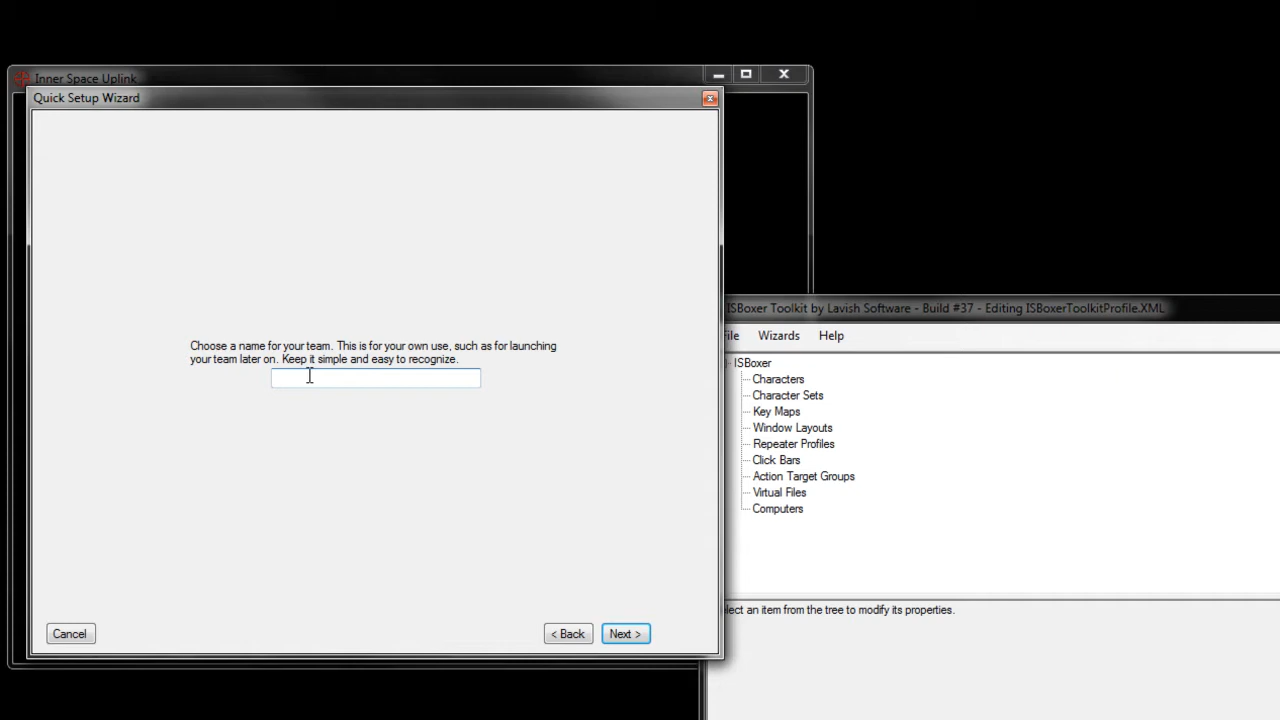 Inner Space Uplink
Quick Setup Wizard
Choose a name for your team. This is for your own use, such as for launching
your team later on. Keep it simple and easy to recognize.
Cancel
< Back
Next >
ISBoxer Toolkit by Lavish Software - Build #37 - Editing ISBoxerToolkitProfile.XML
Wizards
Help
ISBoxer
Characters
Character Sets
Key Maps
Window Layouts
Repeater Profiles
Click Bars
Action Target Groups
Virtual Files
Computers
an item from the tree to modify its properties.